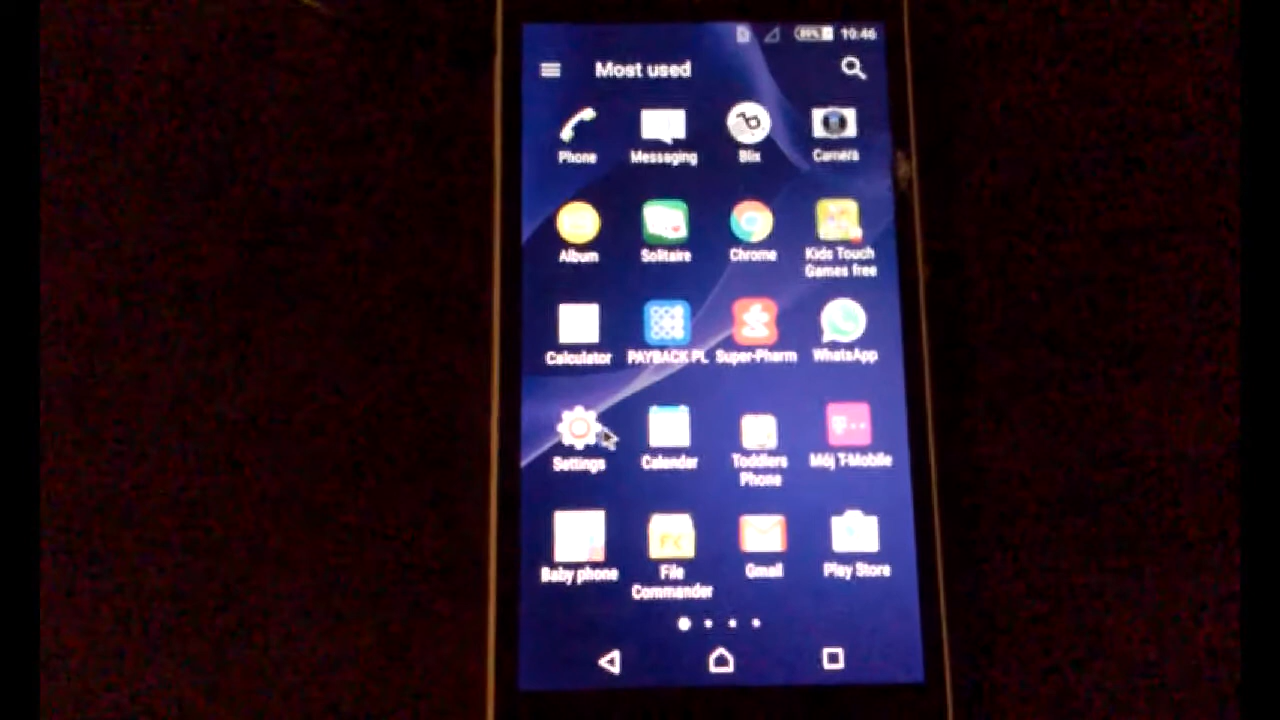 89% 10:46
Most used
Phone Messaging Blix Camera
Album Solitaire Chrome Kids Touch
Games free
Calculator PAYBACK PL Super-Pharm WhatsApp
Settings Calendar Toddlers Mój T-Mobile
Phone
Baby phone File Gmail Play Store
Commander